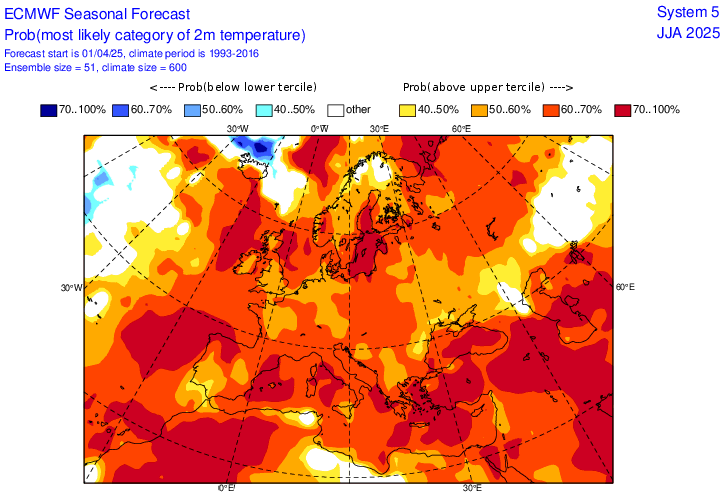 ECMWF Seasonal Forecast
System 5
Prob(most likely category of 2m temperature)
JJA 2025
Forecast start is 01/04/25, climate period is 1993-2016
Ensemble size = 51, climate size = 600
<---- Prob(below lower tercile)
Prob(above upper tercile) ---->
70..100% 60..70% 50..60% 40..50% other 40..50% 50..60% 60..70% 70..100%
30°W 0°W 30°E 60°E
30°W
60°E
0°E
30°E